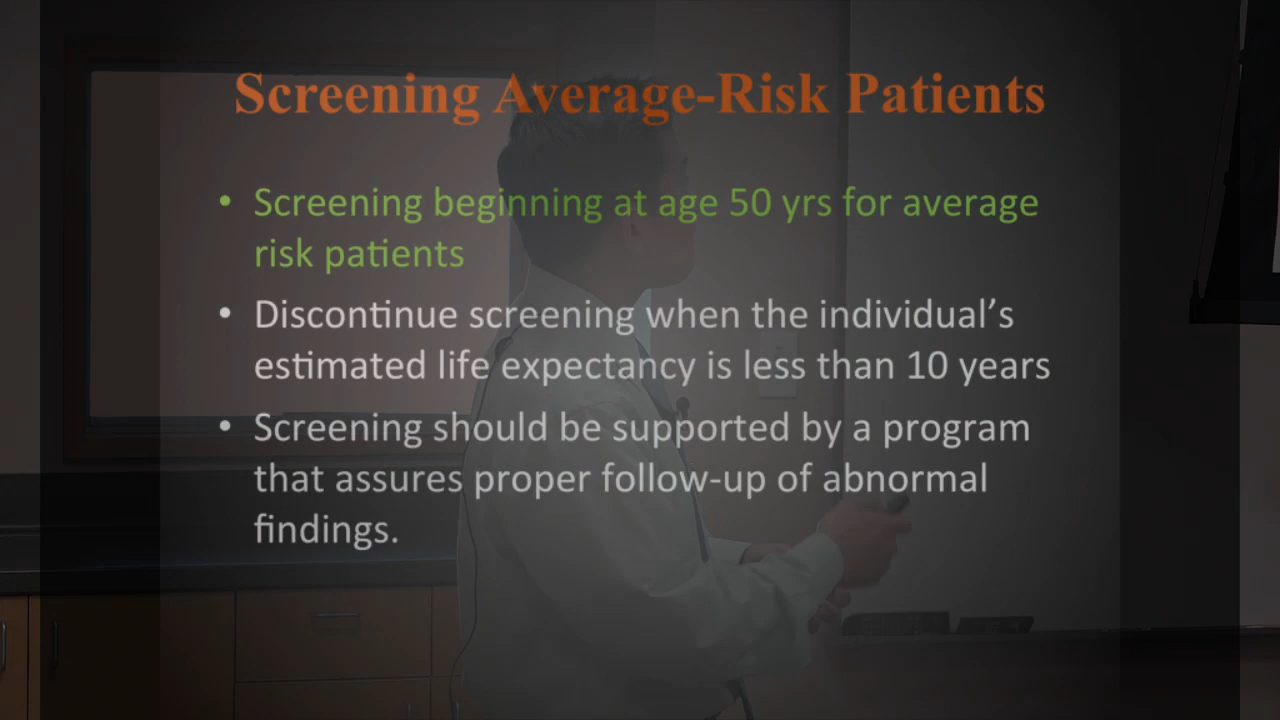 Screening Average-Risk Patients
• Screening beginning at age 50 yrs for average
risk patients
• Discontinue screening when the individual’s
estimated life expectancy is less than 10 years
• Screening should be supported by a program
that assures proper follow-up of abnormal
findings.